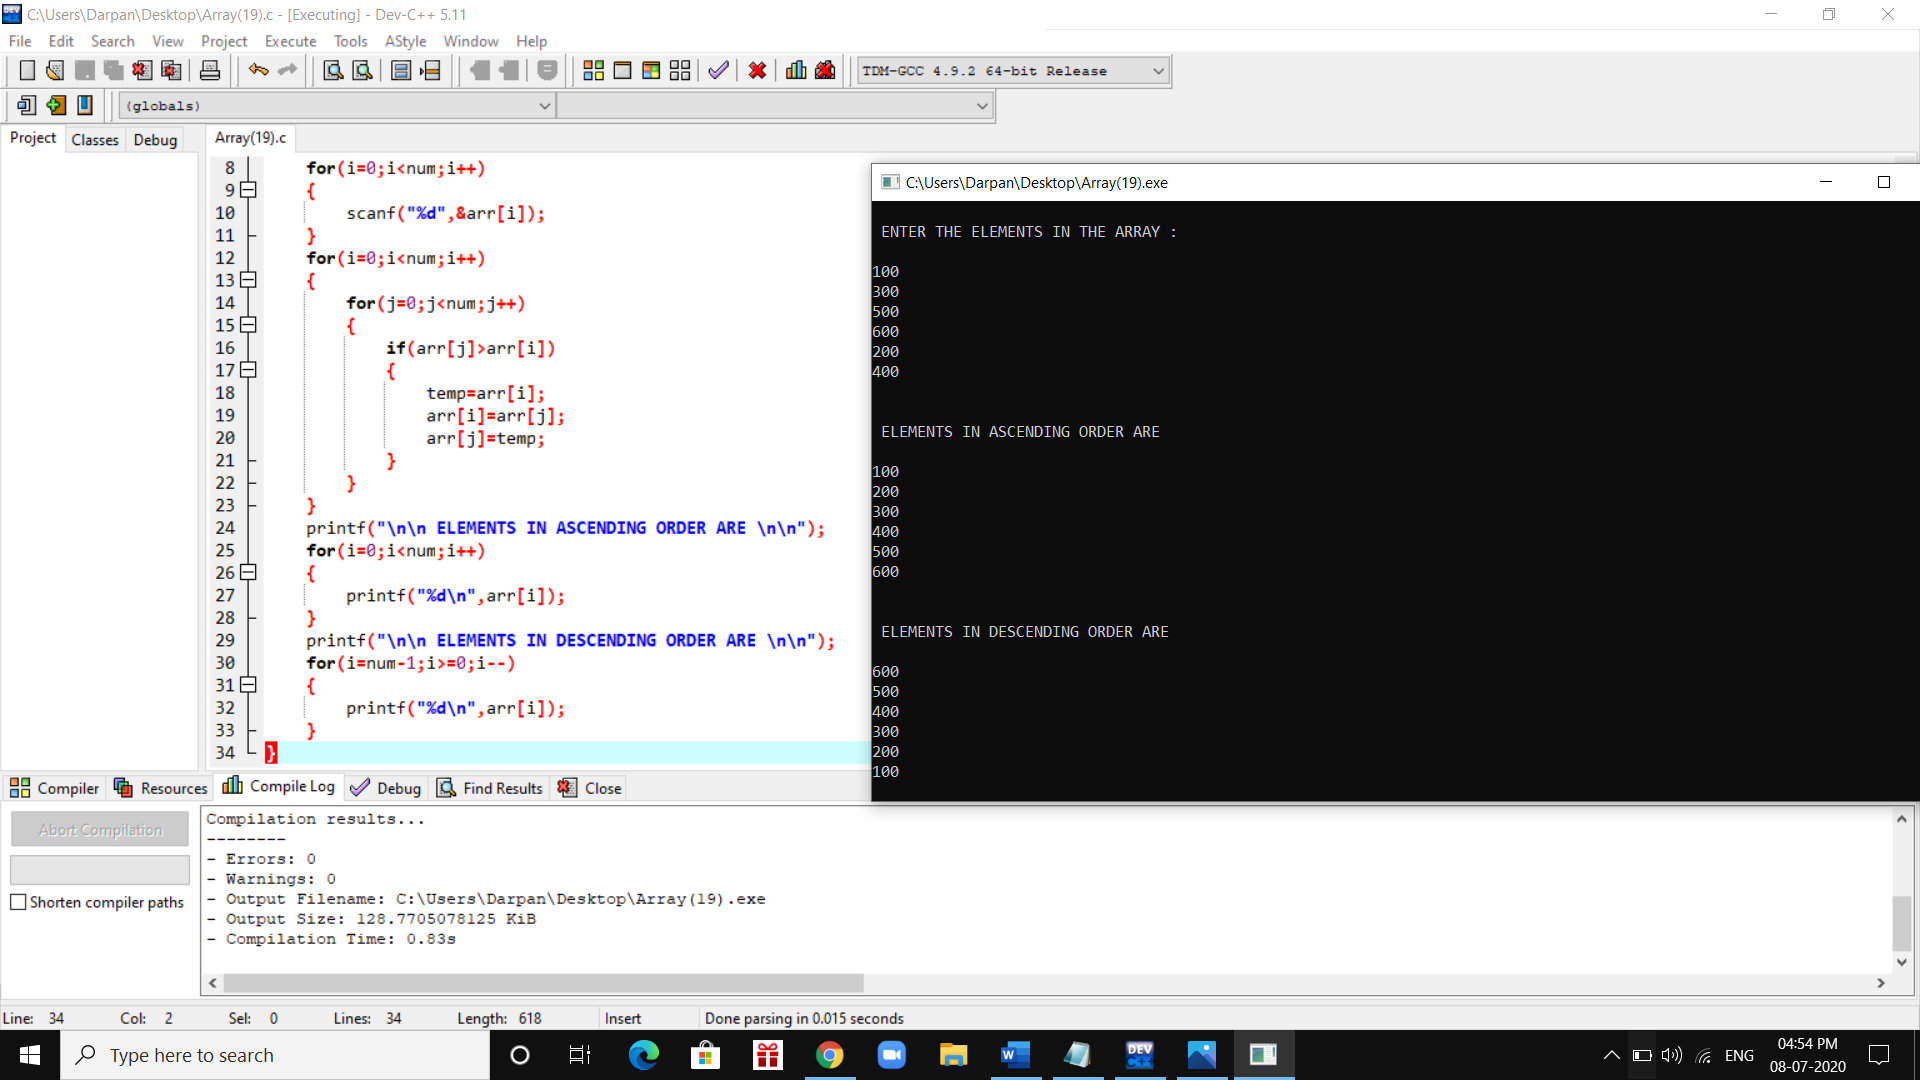 C:\Users\Darpan\Desktop\Array(19).c - [Executing] - Dev-C++ 5.11
File Edit Search View Project Execute Tools AStyle Window Help
TDM-GCC 4.9.2 64-bit Release
(globals)
Project Classes Debug
Array(19).c
8 for(i=0;i<num;i++)
9 {
10 scanf("%d",&arr[i]);
11 }
12 for(i=0;i<num;i++)
13 {
14 for(j=0;j<num;j++)
15 {
16 if(arr[j]>arr[i])
17 {
18 temp=arr[i];
19 arr[i]=arr[j];
20 arr[j]=temp;
21 }
22 }
23 }
24 printf("\n\n ELEMENTS IN ASCENDING ORDER ARE \n\n");
25 for(i=0;i<num;i++)
26 {
27 printf("%d\n",arr[i]);
28 }
29 printf("\n\n ELEMENTS IN DESCENDING ORDER ARE \n\n");
30 for(i=num-1;i>=0;i--)
31 {
32 printf("%d\n",arr[i]);
33 }
34 }
C:\Users\Darpan\Desktop\Array(19).exe
ENTER THE ELEMENTS IN THE ARRAY :
100
300
500
600
200
400
ELEMENTS IN ASCENDING ORDER ARE
100
200
300
400
500
600
ELEMENTS IN DESCENDING ORDER ARE
600
500
400
300
200
100
Compiler Resources Compile Log Debug Find Results Close
Abort Compilation
Shorten compiler paths
Compilation results...
--------
- Errors: 0
- Warnings: 0
- Output Filename: C:\Users\Darpan\Desktop\Array(19).exe
- Output Size: 128.7705078125 KiB
- Compilation Time: 0.83s
Line: 34 Col: 2 Sel: 0 Lines: 34 Length: 618 Insert Done parsing in 0.015 seconds
Type here to search
DEV C++
ENG
04:54 PM
08-07-2020